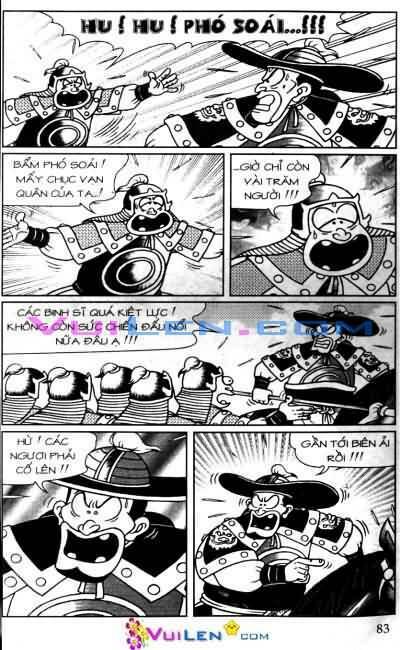 HU! HU! PHÓ SOÁI...!!!
BẨM PHÓ SOÁI!
MẤY CHỤC VẠN
QUÂN CỦA TA...!
...GIỜ CHỈ CÒN
VÀI TRĂM
NGƯỜI!!!
CÁC BINH SĨ QUÁ KIỆT LỰC!
KHÔNG CÒN SỨC CHIẾN ĐẤU NỔI
NỮA ĐÂU Ạ!!!
VUILEN.COM
HỪ! CÁC
NGƯƠI PHẢI
CỐ LÊN!!
GẦN TỚI BIÊN ẢI
RỒI!!!
83
VUILEN.COM